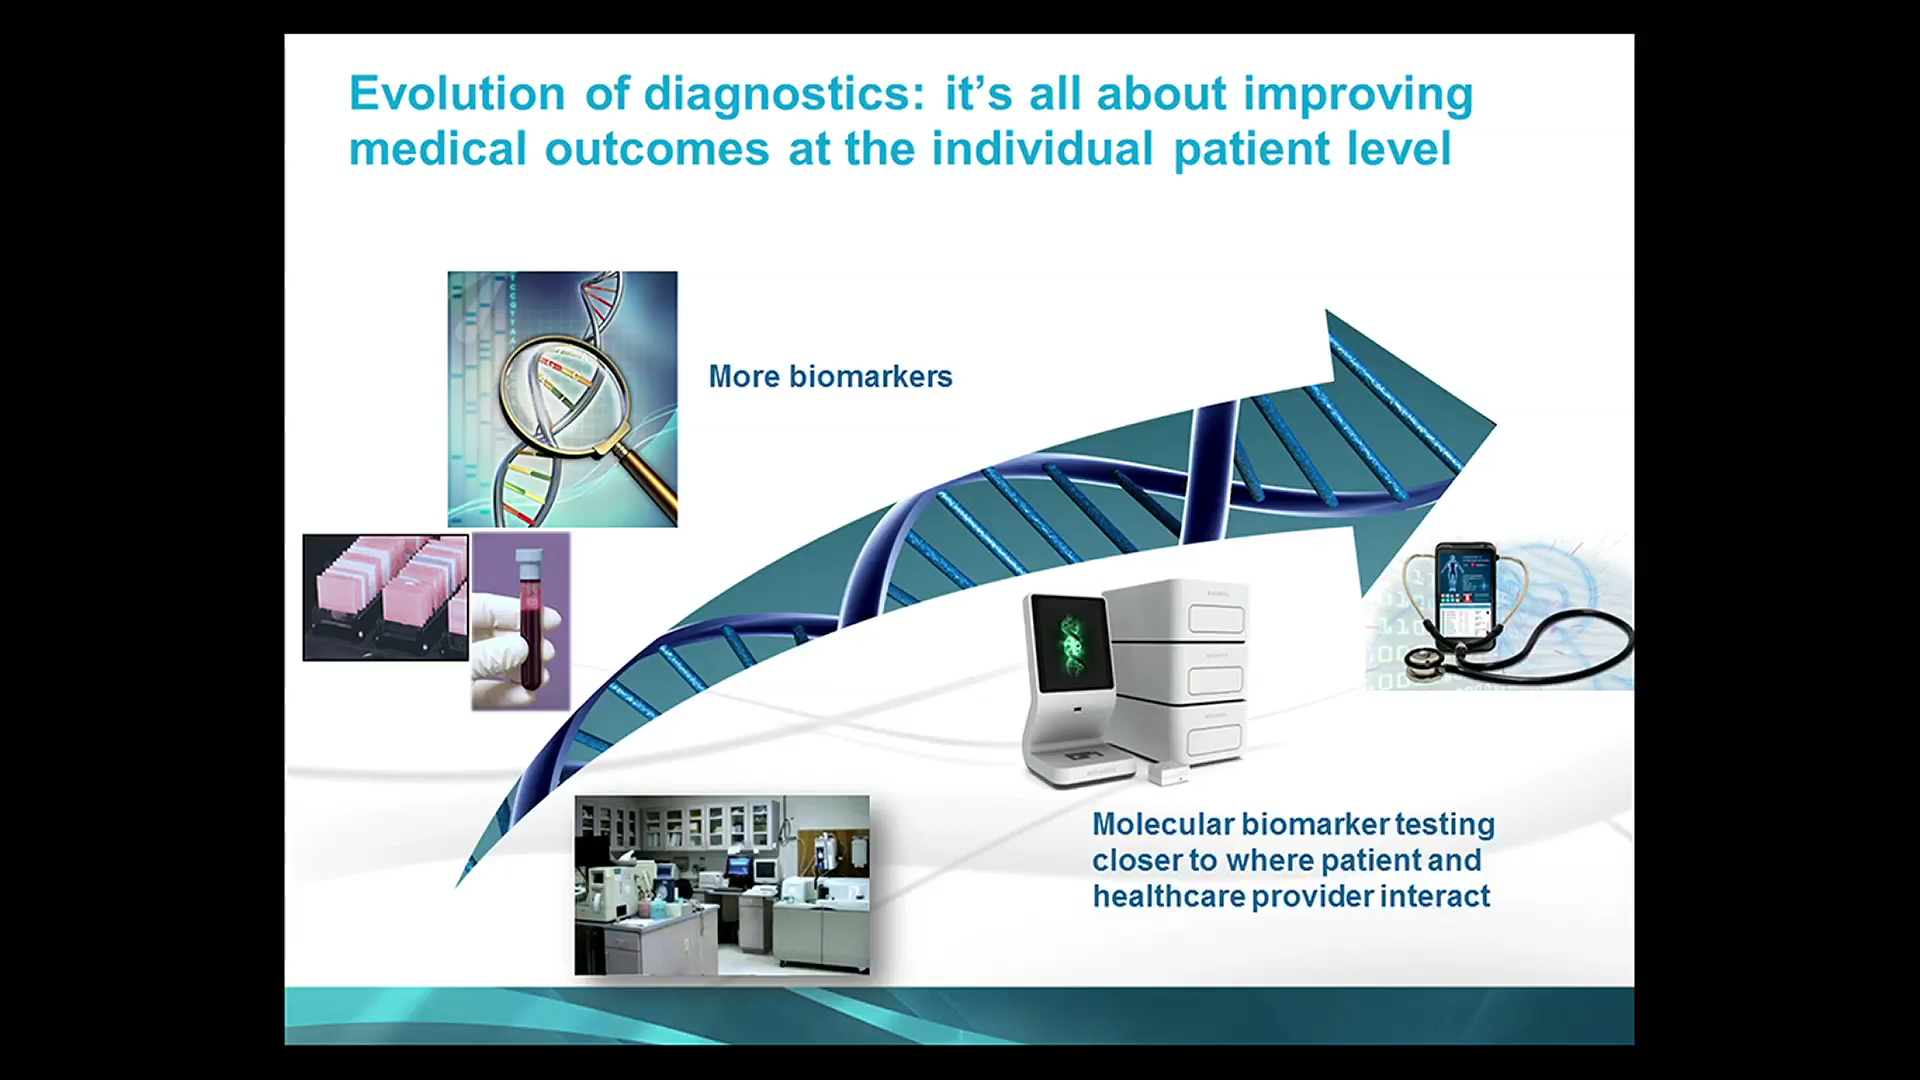 Evolution of diagnostics: it’s all about improving
medical outcomes at the individual patient level
More biomarkers
Molecular biomarker testing
closer to where patient and
healthcare provider interact